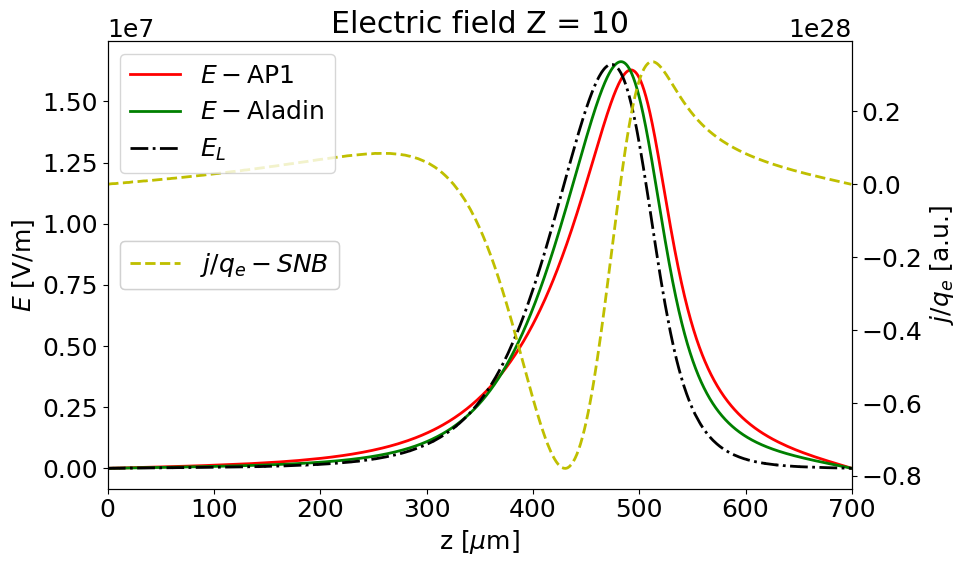 Electric field Z = 10
1e7
1e28
E − AP1
E − Aladin
E_L
j/q_e − SNB
1.50
1.25
1.00
0.75
0.50
0.25
0.00
E [V/m]
0.2
0.0
−0.2
−0.4
−0.6
−0.8
j/q_e [a.u.]
0 100 200 300 400 500 600 700
z [μm]